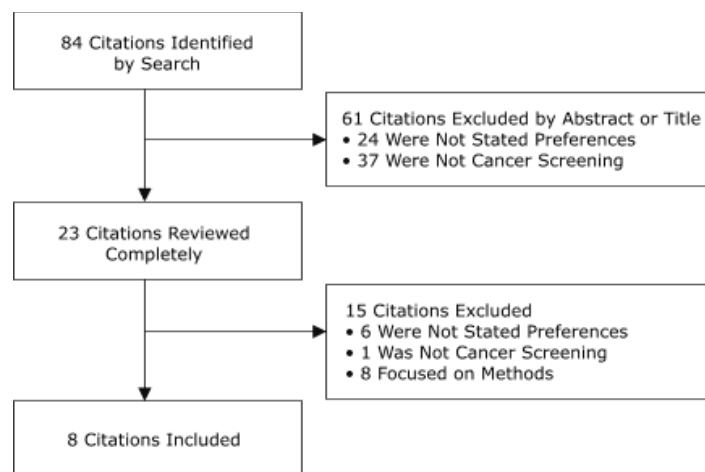 84 Citations Identified
by Search
61 Citations Excluded by Abstract or Title
• 24 Were Not Stated Preferences
• 37 Were Not Cancer Screening
23 Citations Reviewed
Completely
15 Citations Excluded
• 6 Were Not Stated Preferences
• 1 Was Not Cancer Screening
• 8 Focused on Methods
8 Citations Included